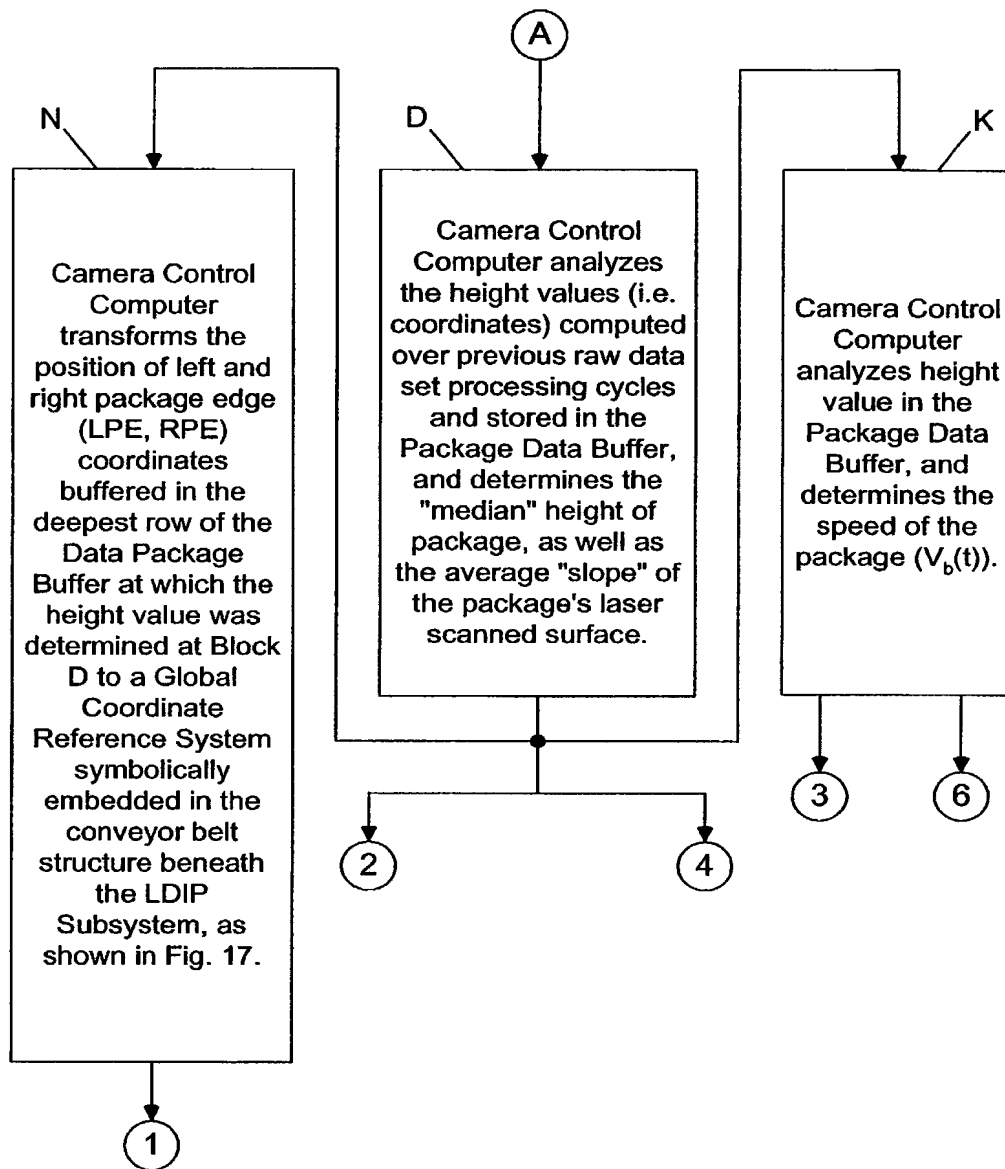 A
N
D
K
Camera Control
Computer
transforms the
position of left and
right package edge
(LPE, RPE)
coordinates
buffered in the
deepest row of the
Data Package
Buffer at which the
height value was
determined at Block
D to a Global
Coordinate
Reference System
symbolically
embedded in the
conveyor belt
structure beneath
the LDIP
Subsystem, as
shown in Fig. 17.
Camera Control
Computer analyzes
the height values (i.e.
coordinates) computed
over previous raw data
set processing cycles
and stored in the
Package Data Buffer,
and determines the
"median" height of
package, as well as
the average "slope" of
the package's laser
scanned surface.
Camera Control
Computer
analyzes height
value in the
Package Data
Buffer, and
determines the
speed of the
package (V_b(t)).
2
4
3
6
1